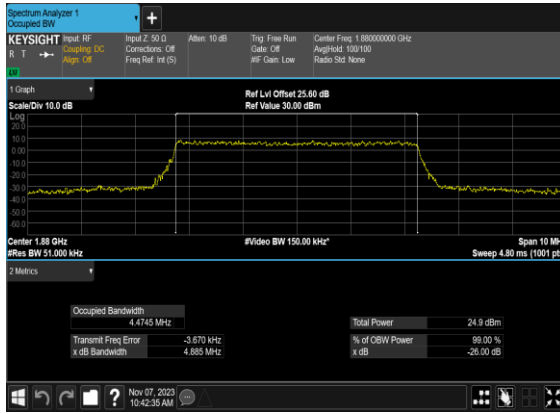 Spectrum Analyzer 1
Occupied BW
+
KEYSIGHT Input: RF Input Z: 50 Ω Atten: 10 dB Trig: Free Run Center Freq: 1.880000000 GHz
R T Coupling: DC Corrections: Off Gate: Off Avg|Hold: 100/100
Align: Off Freq Ref: Int (S) #IF Gain: Low Radio Std: None
1 Graph
Ref Lvl Offset 25.60 dB
Scale/Div 10.0 dB Ref Value 30.00 dBm
Log
20.0
10.0
0.00
-10.0
-20.0
-30.0
-40.0
-50.0
-60.0
Center 1.88 GHz #Video BW 150.00 kHz* Span 10 MH
#Res BW 51.000 kHz Sweep 4.80 ms (1001 pt
2 Metrics
Occupied Bandwidth
4.4745 MHz Total Power 24.9 dBm
Transmit Freq Error -3.670 kHz % of OBW Power 99.00 %
x dB Bandwidth 4.885 MHz x dB -26.00 dB
? Nov 07, 2023
10:42:35 AM